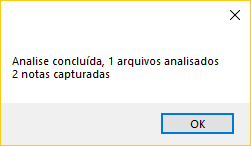 Analise concluída, 1 arquivos analisados
2 notas capturadas
OK